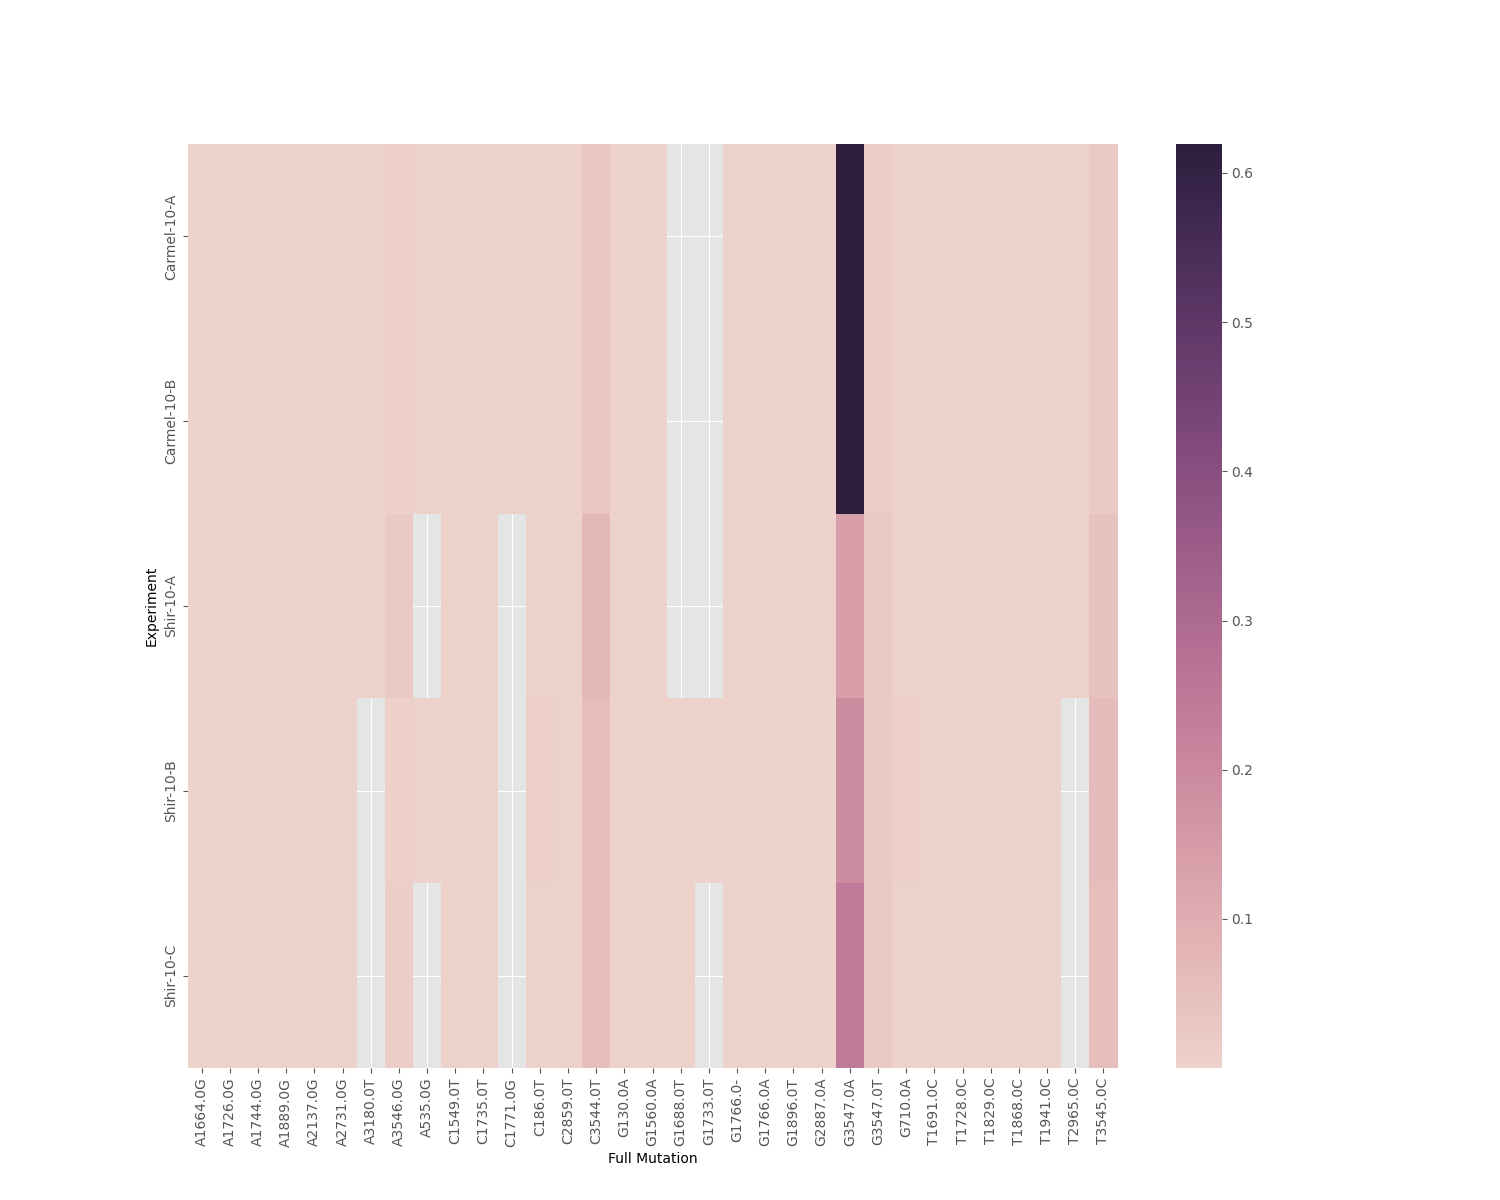 Experiment
Carmel-10-A
Carmel-10-B
Shir-10-A
Shir-10-B
Shir-10-C
A1664.0G
A1726.0G
A1744.0G
A1889.0G
A2137.0G
A2731.0G
A3180.0T
A3546.0G
A535.0G
C1549.0T
C1735.0T
C1771.0G
C186.0T
C2859.0T
C3544.0T
G130.0A
G1560.0A
G1688.0T
G1733.0T
G1766.0-
G1766.0A
G1896.0T
G2887.0A
G3547.0A
G3547.0T
G710.0A
T1691.0C
T1728.0C
T1829.0C
T1868.0C
T1941.0C
T2965.0C
T3545.0C
Full Mutation
0.6
0.5
0.4
0.3
0.2
0.1